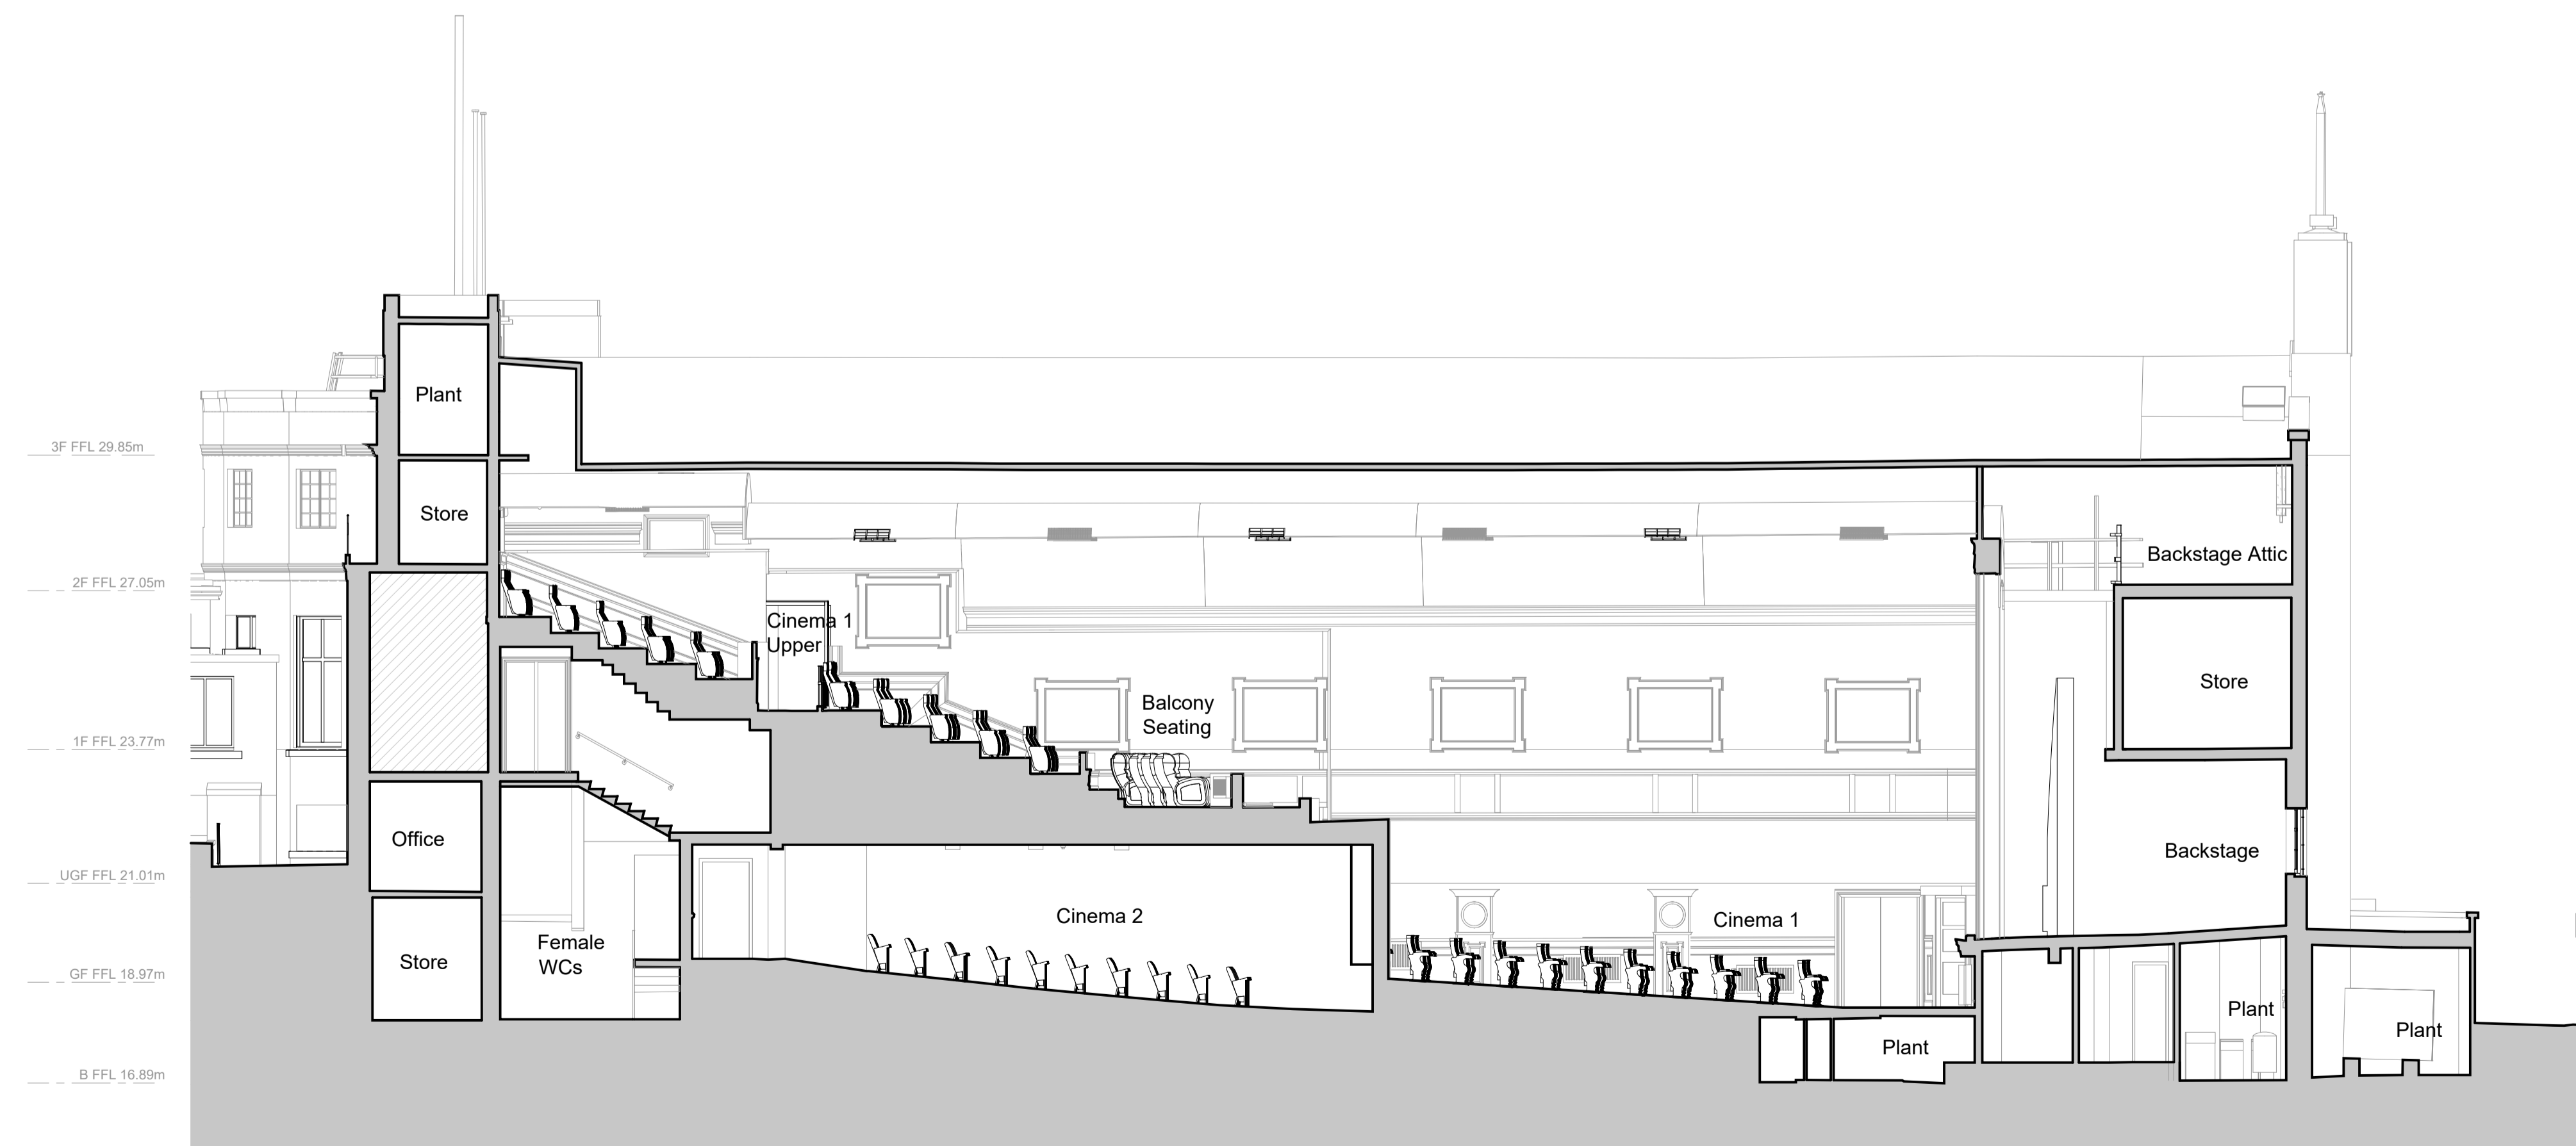 Plant
3F FFL 29.85m
Store
Backstage Attic
2F FFL 27.05m
Cinema 1
Upper
Store
Balcony
Seating
1F FFL 23.77m
Office
Backstage
UGF FFL 21.01m
Cinema 2
Cinema 1
Female
WCs
Store
GF FFL 18.97m
Plant
Plant
Plant
B FFL 16.89m